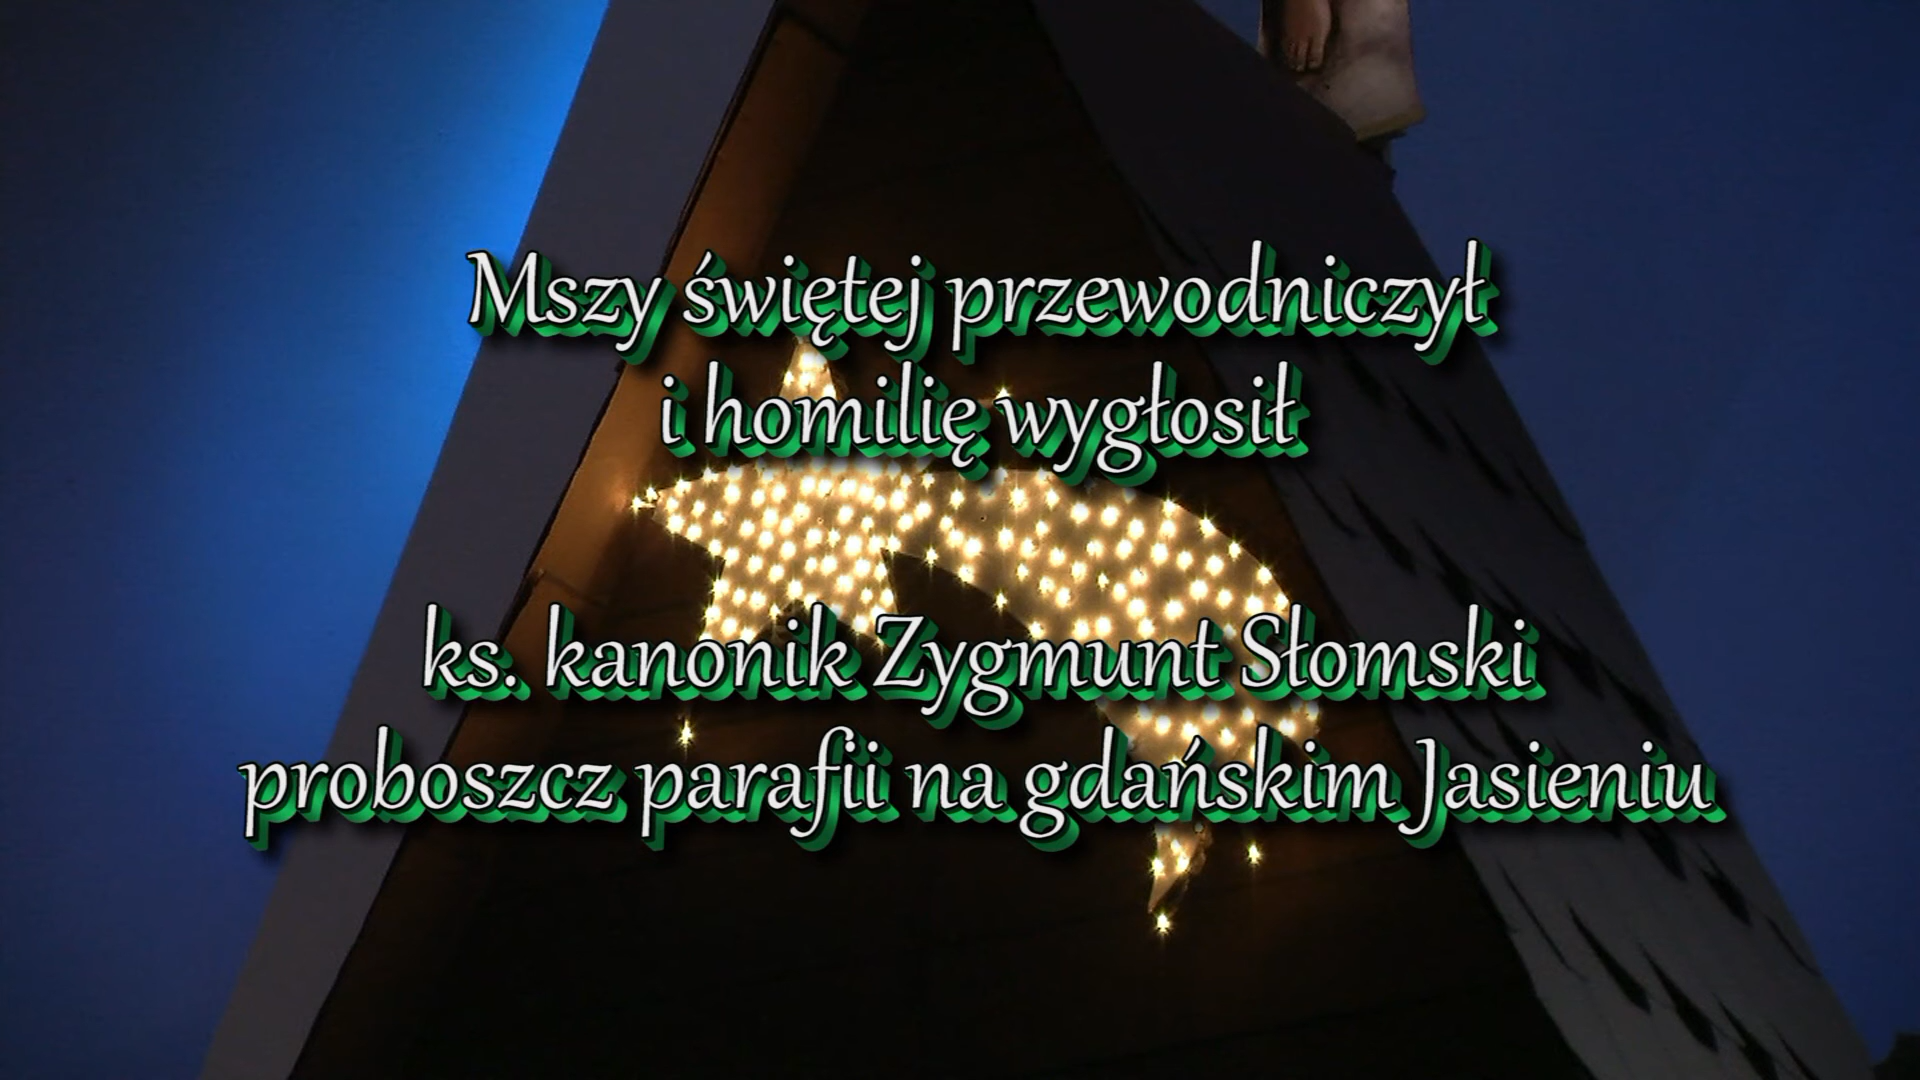 Mszy świętej przewodniczył
i homilię wygłosił
ks. kanonik Zygmunt Słomski
proboszcz parafii na gdańskim Jasieniu